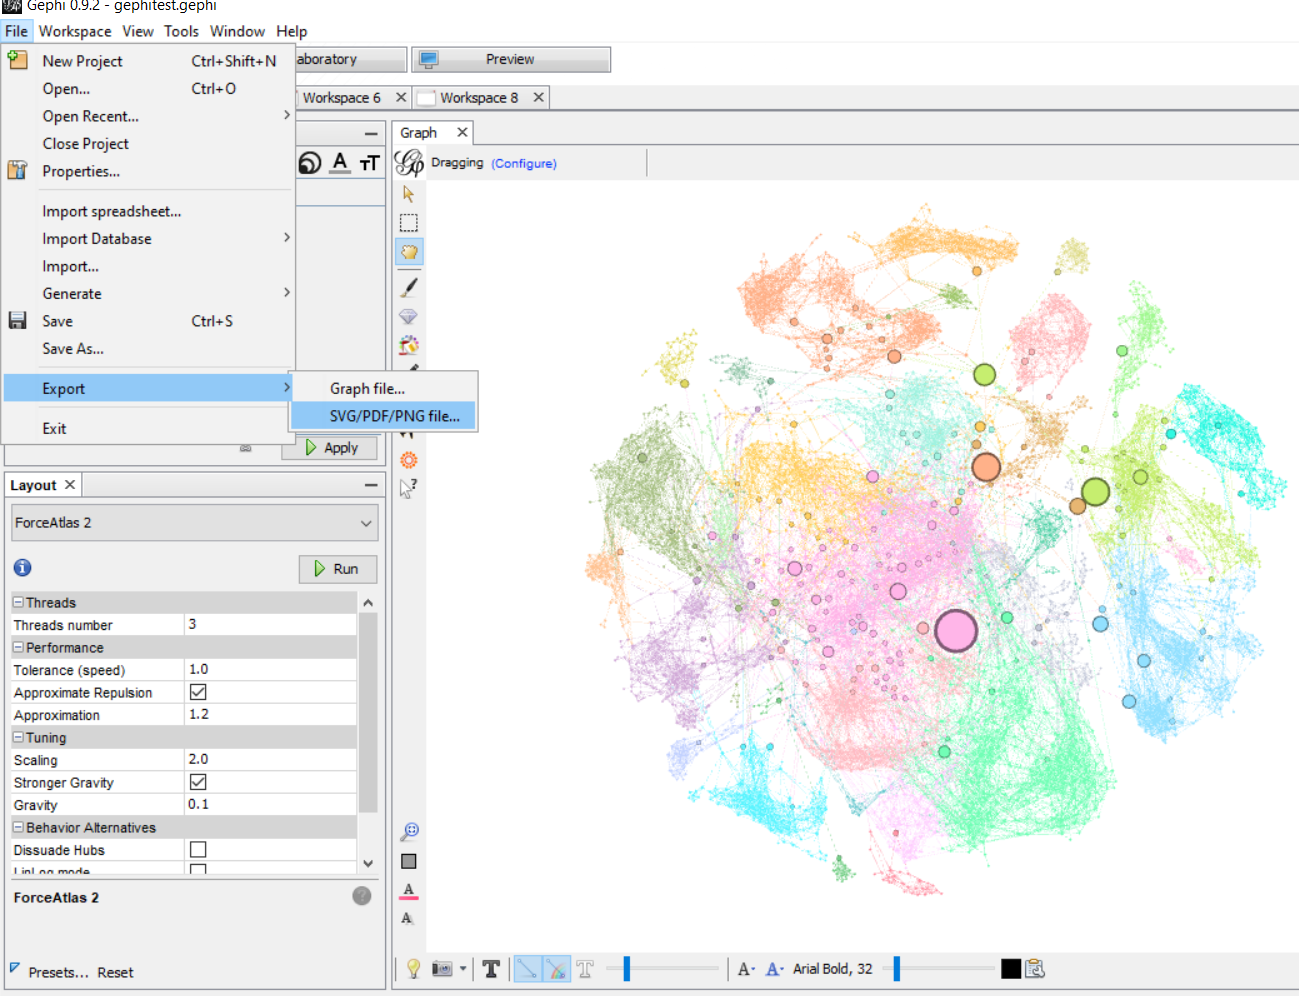 Gephi 0.9.2 - gephitest.gephi
File Workspace View Tools Window Help
New Project Ctrl+Shift+N
Open... Ctrl+O
Open Recent...
Close Project
Properties...
Import spreadsheet...
Import Database
Import...
Generate
Save Ctrl+S
Save As...
Export
Graph file...
SVG/PDF/PNG file...
Exit
aboratory Preview
Workspace 6 Workspace 8
Graph
Dragging (Configure)
Apply
Layout
ForceAtlas 2
Run
Threads
Threads number 3
Performance
Tolerance (speed) 1.0
Approximate Repulsion
Approximation 1.2
Tuning
Scaling 2.0
Stronger Gravity
Gravity 0.1
Behavior Alternatives
Dissuade Hubs
LinLog mode
ForceAtlas 2
Presets... Reset
Arial Bold, 32